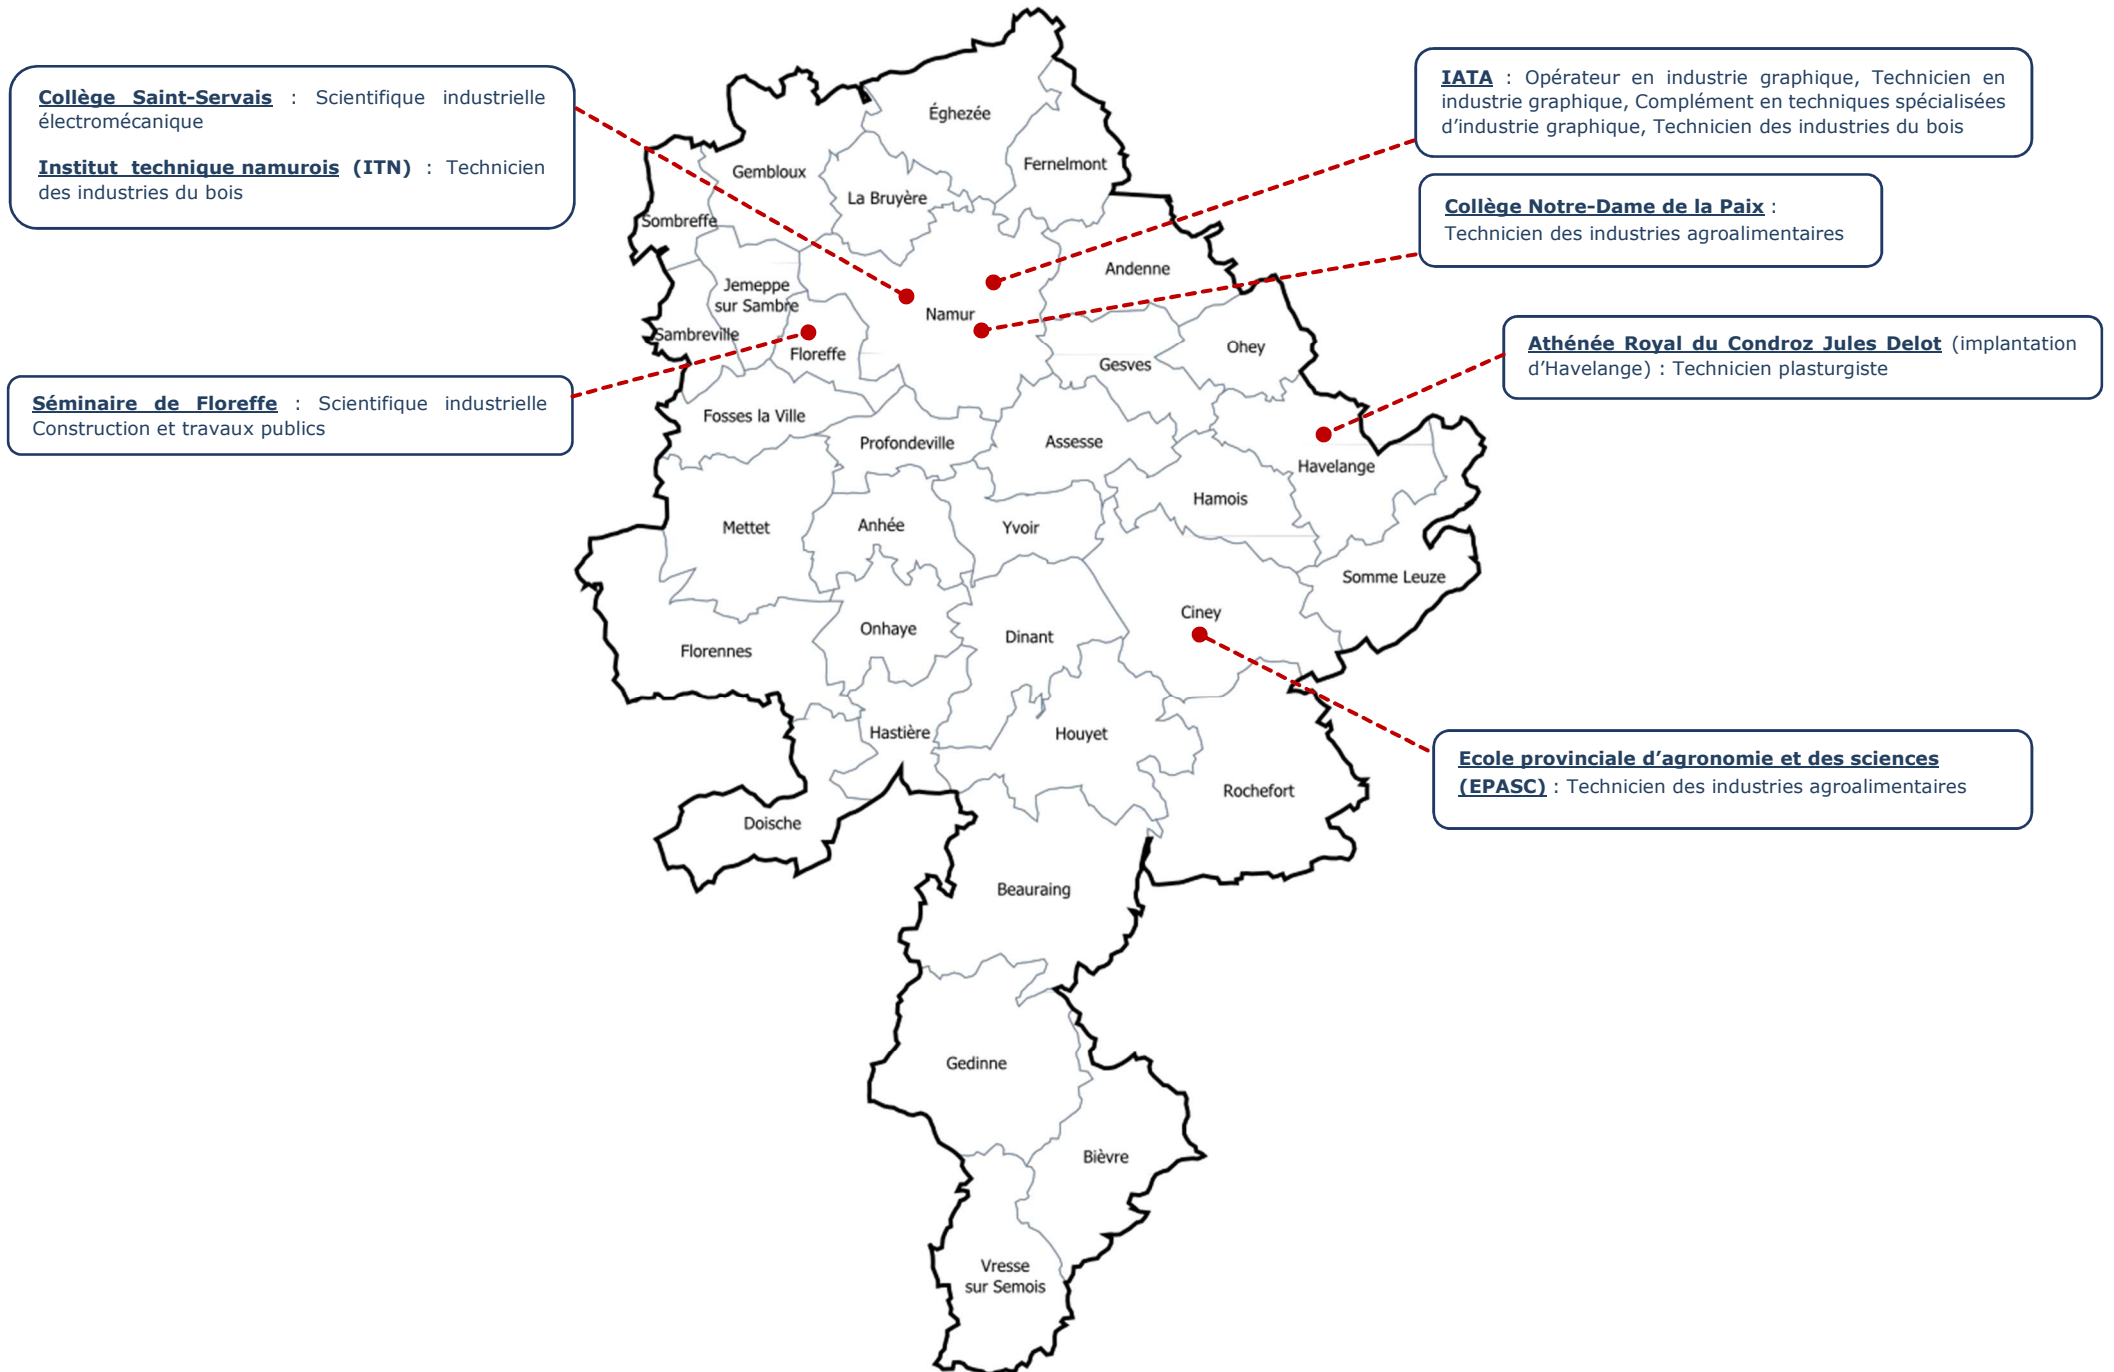 Collège Saint-Servais : Scientifique industrielle
électromécanique
Institut technique namurois (ITN) : Technicien
des industries du bois
Séminaire de Floreffe : Scientifique industrielle
Construction et travaux publics
IATA : Opérateur en industrie graphique, Technicien en
industrie graphique, Complément en techniques spécialisées
d'industrie graphique, Technicien des industries du bois
Collège Notre-Dame de la Paix :
Technicien des industries agroalimentaires
Athénée Royal du Condroz Jules Delot (implantation
d'Havelange) : Technicien plasturgiste
Ecole provinciale d'agronomie et des sciences
(EPASC) : Technicien des industries agroalimentaires
Éghezée
Fernelmont
Gembloux
La Bruyère
Sombreffe
Andenne
Jemeppe
sur Sambre
Namur
Sambreville
Floreffe
Ohey
Gesves
Fosses la Ville
Profondeville
Assesse
Havelange
Hamois
Mettet
Anhée
Yvoir
Somme Leuze
Ciney
Onhaye
Dinant
Florennes
Hastière
Houyet
Rochefort
Doische
Beauraing
Gedinne
Bièvre
Vresse
sur Semois